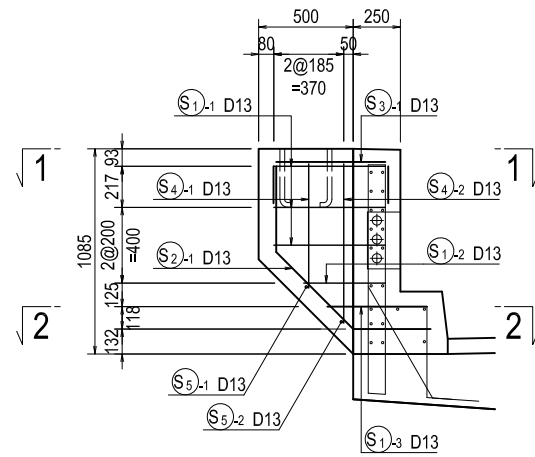 500 250
80 50
2@185
=370
S1-1 D13 S3-1 D13
1 1
93
217
S4-1 D13 S4-2 D13
1085
2@200
=400
S2-1 D13 S1-2 D13
125
118
2 2
132
S5-1 D13
S5-2 D13
S1-3 D13